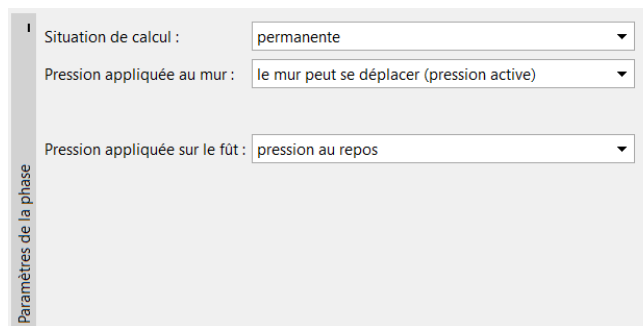 Situation de calcul : permanente
Pression appliquée au mur : le mur peut se déplacer (pression active)
Pression appliquée sur le fût : pression au repos
Paramètres de la phase